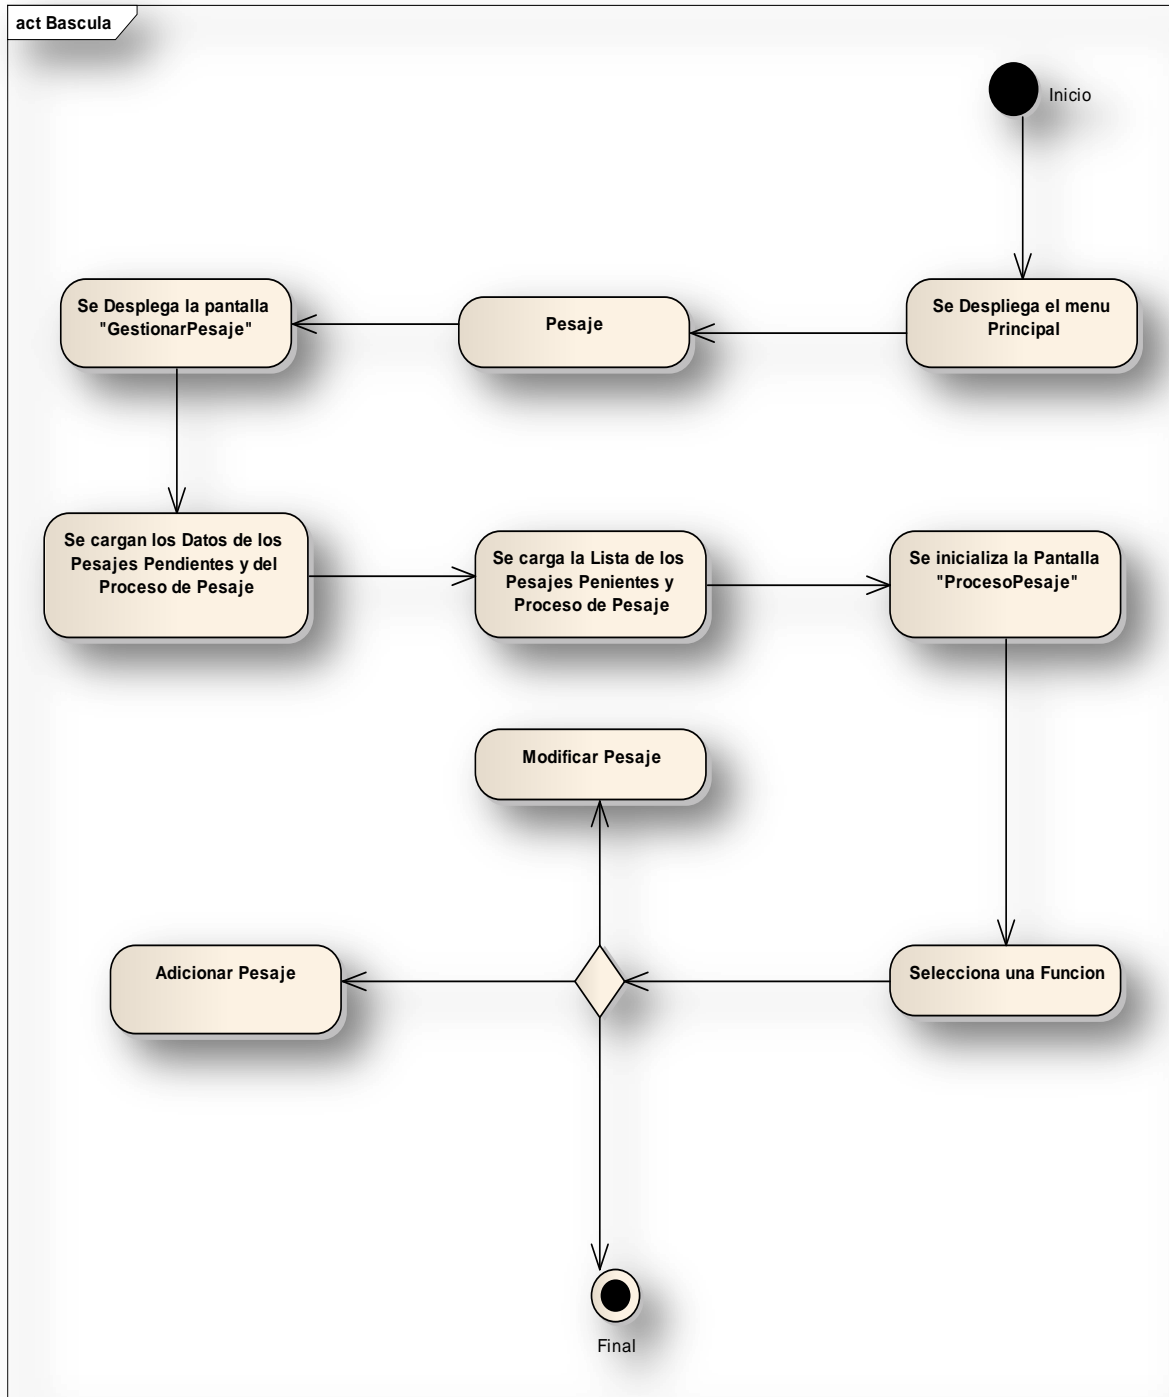 act Bascula
Inicio
Se Despliega el menu
Principal
Pesaje
Se Desplega la pantalla
"GestionarPesaje"
Se cargan los Datos de los
Pesajes Pendientes y del
Proceso de Pesaje
Se carga la Lista de los
Pesajes Penientes y
Proceso de Pesaje
Se inicializa la Pantalla
"ProcesoPesaje"
Selecciona una Funcion
Modificar Pesaje
Adicionar Pesaje
Final